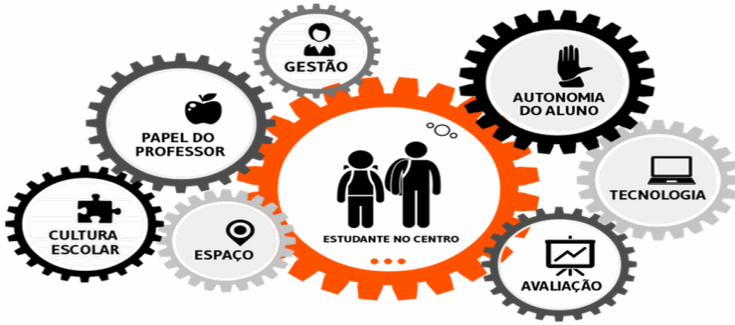 GESTÃO
AUTONOMIA
DO ALUNO
PAPEL DO
PROFESSOR
TECNOLOGIA
CULTURA
ESCOLAR
ESPAÇO
ESTUDANTE NO CENTRO
AVALIAÇÃO